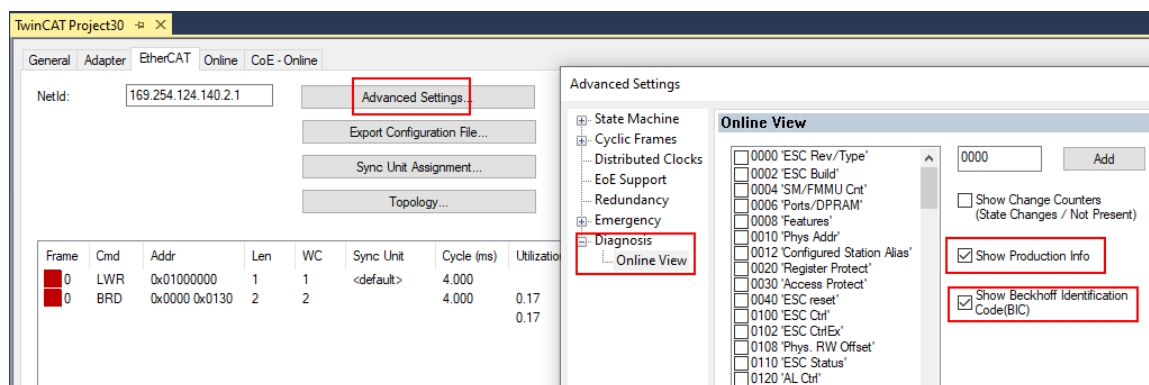 TwinCAT Project30
General Adapter EtherCAT Online CoE - Online
NetId: 169.254.124.140.2.1
Advanced Settings...
Export Configuration File...
Sync Unit Assignment...
Topology...
Frame Cmd Addr Len WC Sync Unit Cycle (ms) Utilizatio
0 LWR 0x01000000 1 1 <default> 4.000
0 BRD 0x0000 0x0130 2 2 4.000 0.17
0.17
Advanced Settings
State Machine
Cyclic Frames
Distributed Clocks
EoE Support
Redundancy
Emergency
Diagnosis
Online View
Online View
0000 'ESC Rev/Type'
0002 'ESC Build'
0004 'SM/FMMU Cnt'
0006 'Ports/DPRAM'
0008 'Features'
0010 'Phys Addr'
0012 'Configured Station Alias'
0020 'Register Protect'
0030 'Access Protect'
0040 'ESC reset'
0100 'ESC Ctrl'
0102 'ESC CtrlEx'
0108 'Phys. RW Offset'
0110 'ESC Status'
0120 'AL Ctrl'
0000 Add
Show Change Counters
(State Changes / Not Present)
Show Production Info
Show Beckhoff Identification
Code(BIC)